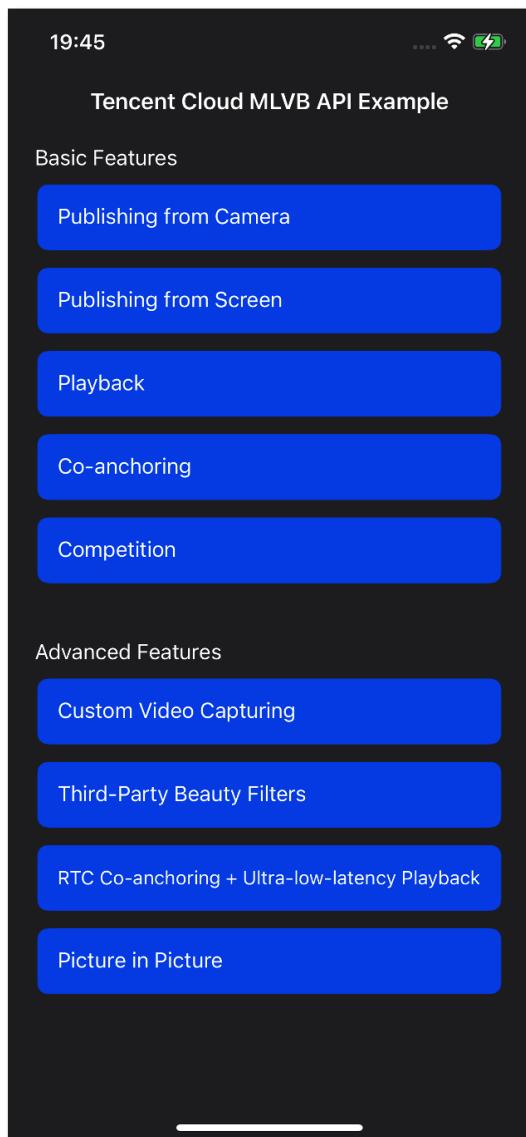 19:45
Tencent Cloud MLVB API Example
Basic Features
Publishing from Camera
Publishing from Screen
Playback
Co-anchoring
Competition
Advanced Features
Custom Video Capturing
Third-Party Beauty Filters
RTC Co-anchoring + Ultra-low-latency Playback
Picture in Picture